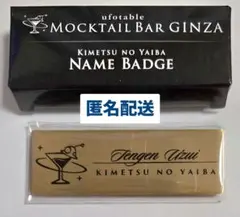 ufotable
MOCKTAIL BAR GINZA
KIMETSU NO YAIBA
NAME BADGE
匿名配送
Tengen Uzui
KIMETSU NO YAIBA